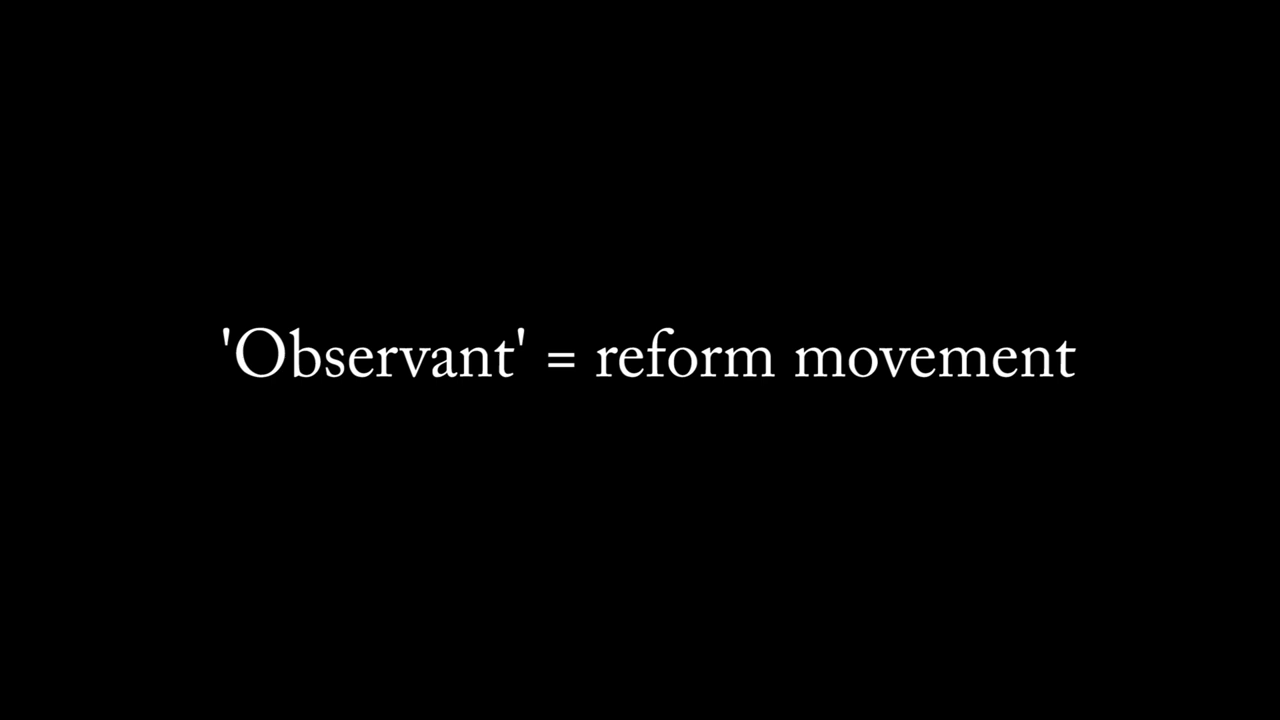 'Observant' = reform movement